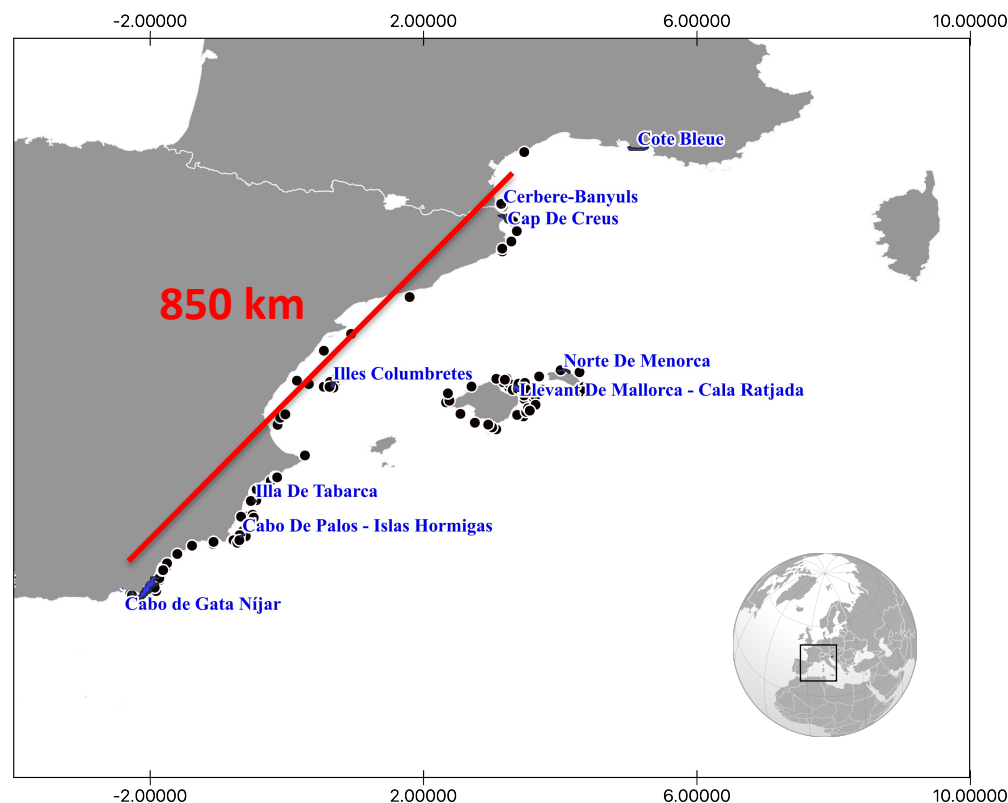 -2.00000 2.00000 6.00000 10.00000
Cote Bleue
Cerbere-Banyuls
Cap De Creus
850 km
Norte De Menorca
Illes Columbretes
Llevant De Mallorca - Cala Ratjada
Illa De Tabarca
Cabo De Palos - Islas Hormigas
Cabo de Gata Níjar
-2.00000 2.00000 6.00000 10.00000